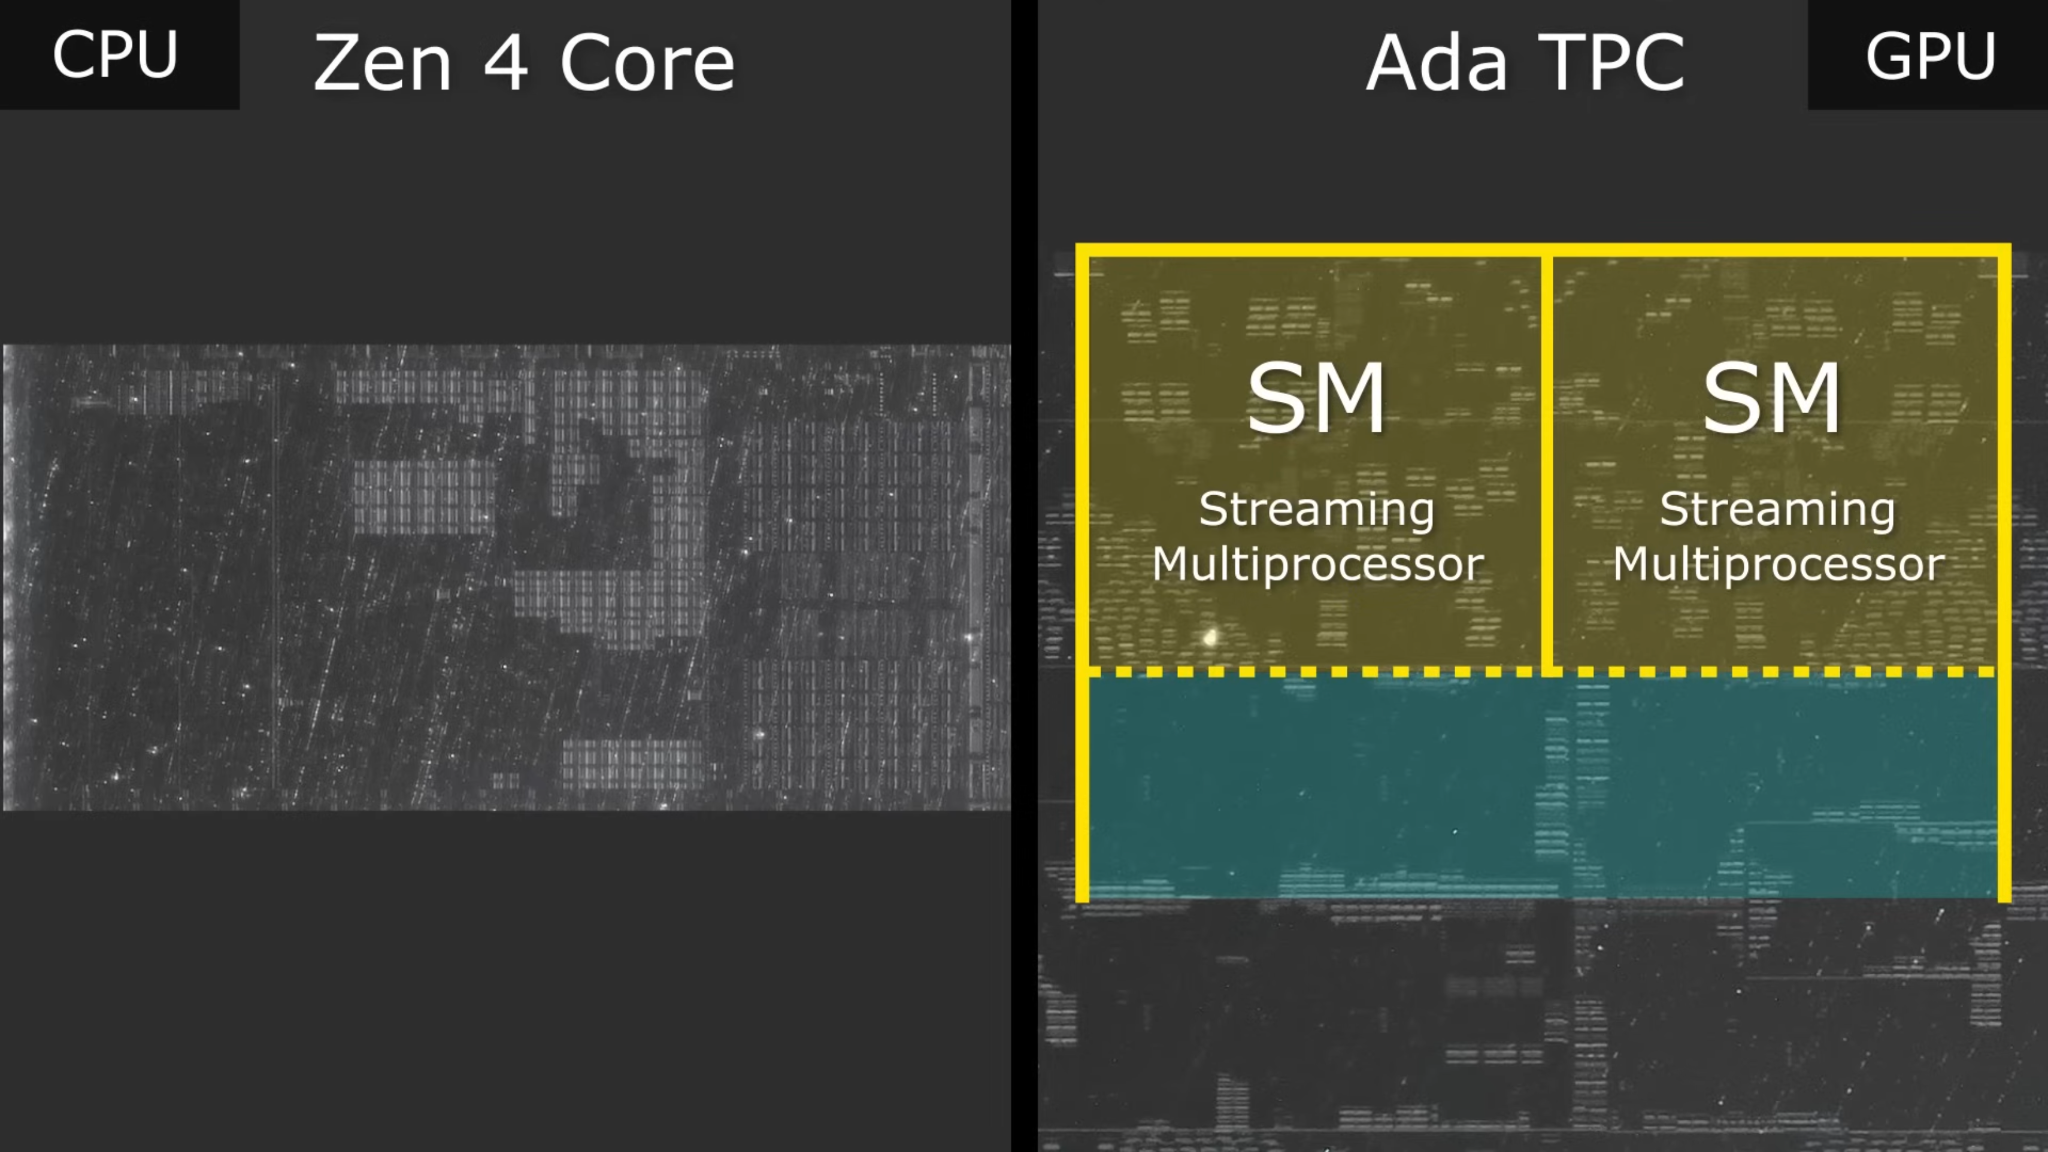 CPU
Zen 4 Core
Ada TPC
GPU
SM
Streaming
Multiprocessor
SM
Streaming
Multiprocessor